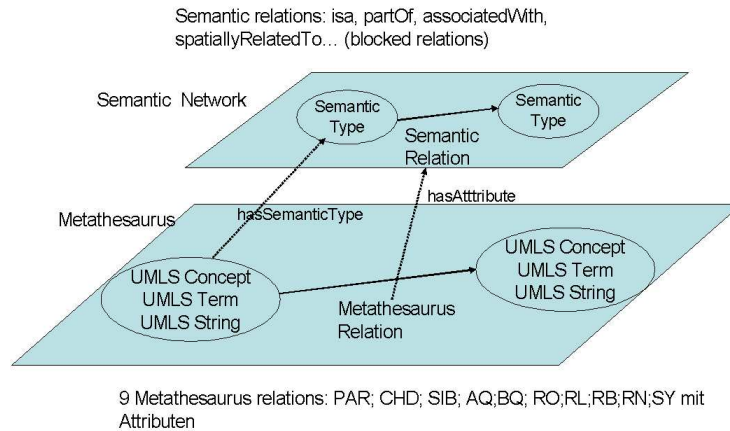 Semantic relations: isa, partOf, associatedWith,
spatiallyRelatedTo... (blocked relations)
Semantic Network
Semantic
Type
Semantic
Type
Semantic
Relation
hasSemanticType
hasAtttribute
Metathesaurus
UMLS Concept
UMLS Term
UMLS String
UMLS Concept
UMLS Term
UMLS String
Metathesaurus
Relation
9 Metathesaurus relations: PAR; CHD; SIB; AQ;BQ; RO;RL;RB;RN;SY mit
Attributen